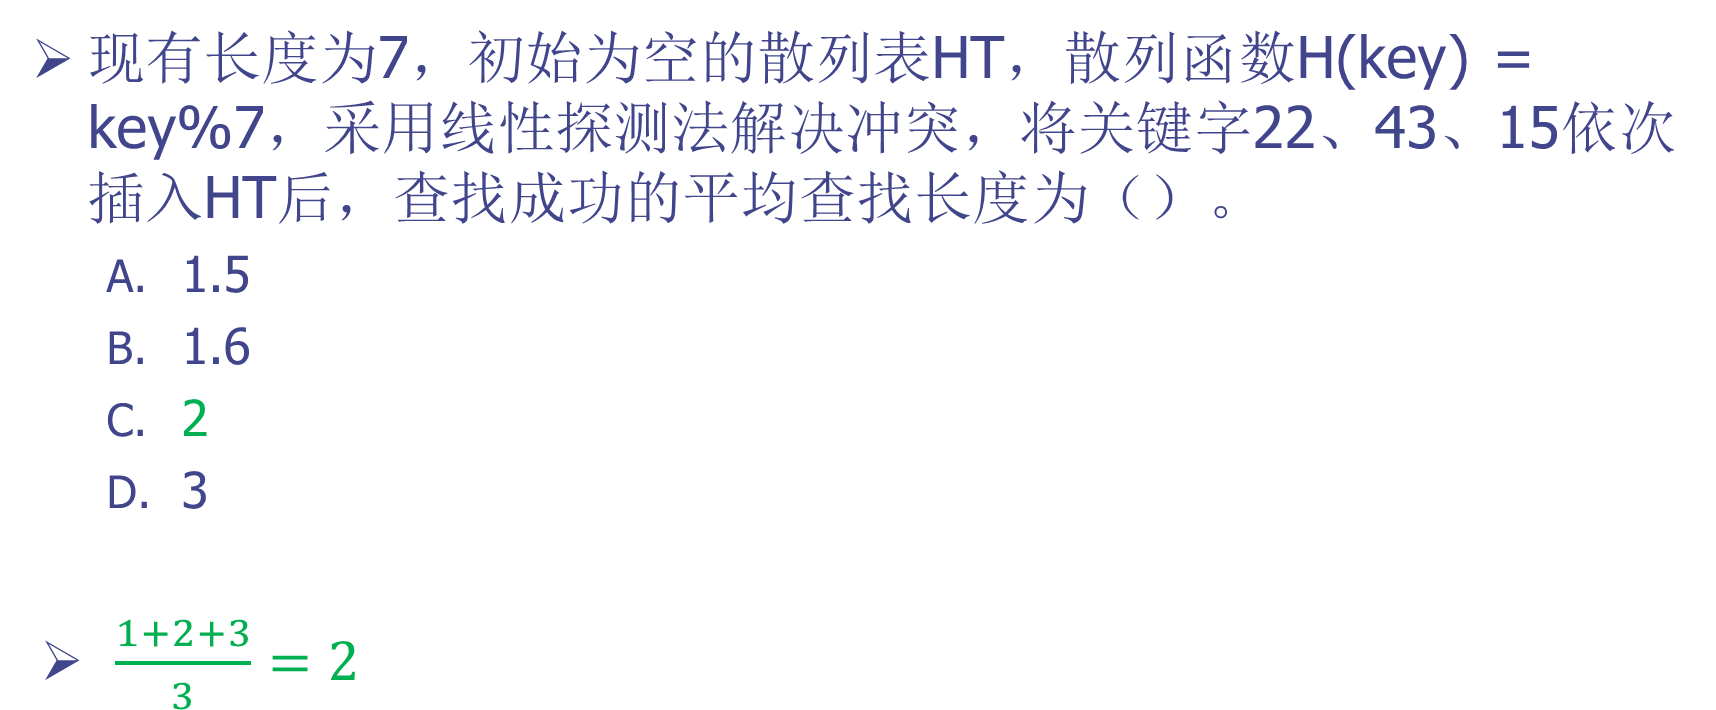 ➢ 现有长度为7，初始为空的散列表HT，散列函数H(key) =
key%7，采用线性探测法解决冲突，将关键字22、43、15依次
插入HT后，查找成功的平均查找长度为（）。
A. 1.5
B. 1.6
C. 2
D. 3
➢ \frac{1+2+3}{3} = 2